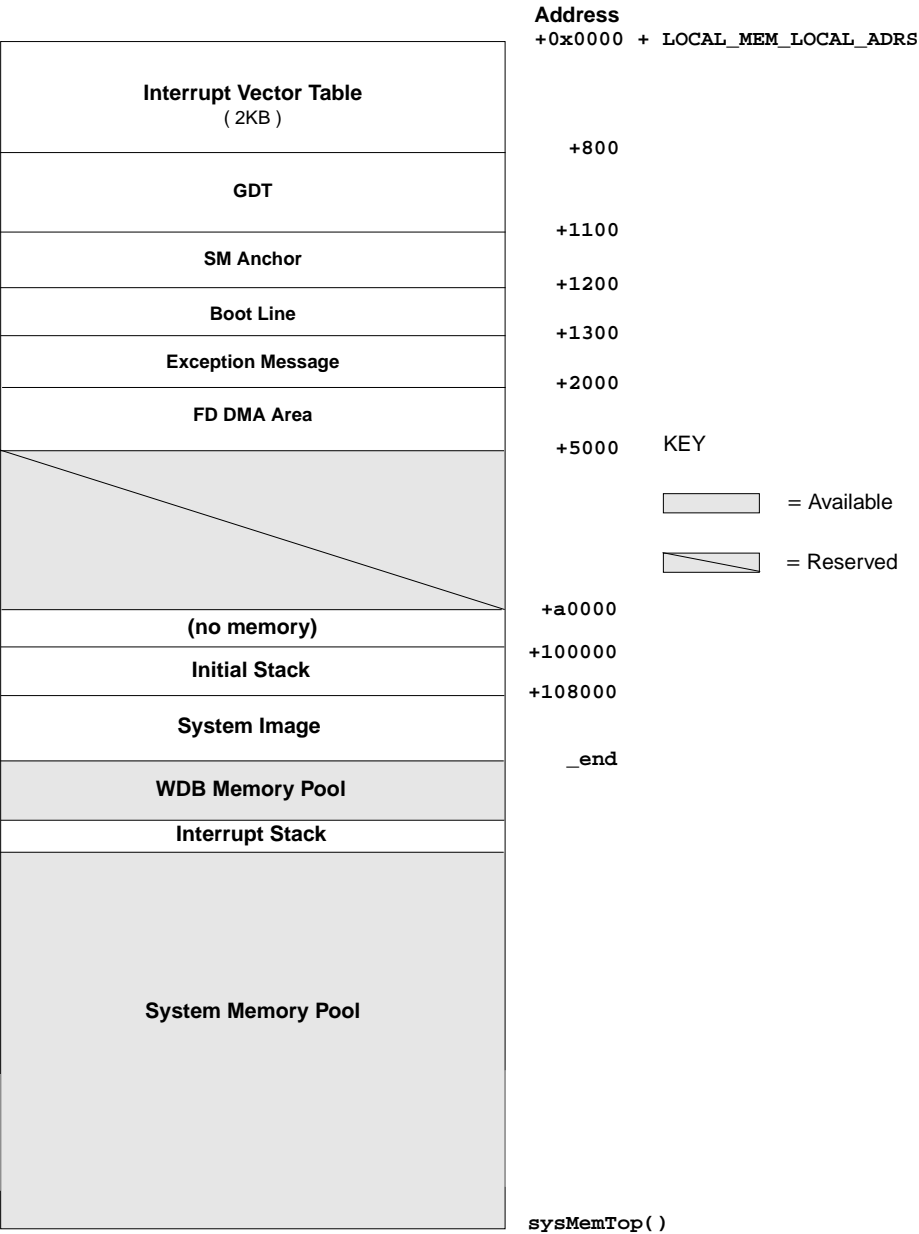 Address
+0x0000 + LOCAL_MEM_LOCAL_ADRS
Interrupt Vector Table
( 2KB )
+800
GDT
+1100
SM Anchor
+1200
Boot Line
+1300
Exception Message
+2000
FD DMA Area
+5000
KEY
= Available
= Reserved
+a0000
(no memory)
+100000
Initial Stack
+108000
System Image
_end
WDB Memory Pool
Interrupt Stack
System Memory Pool
sysMemTop()